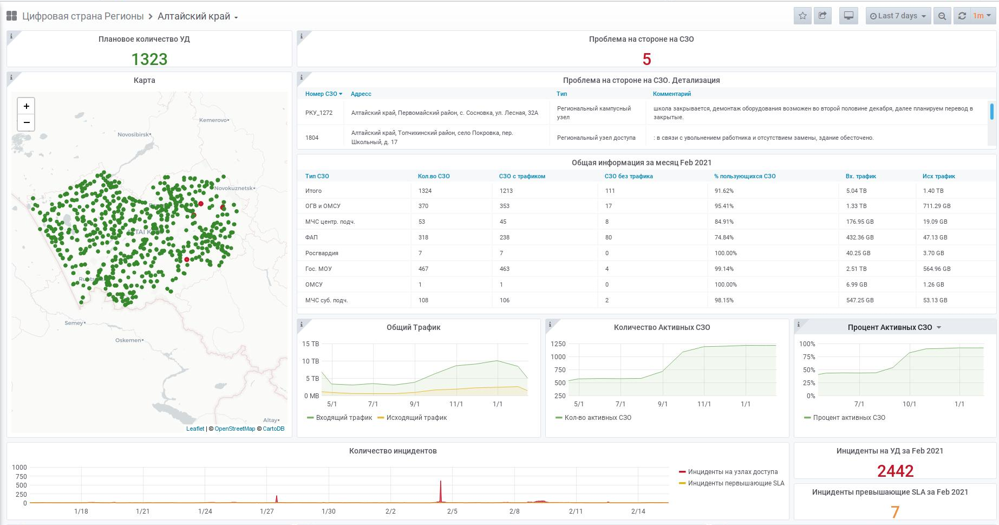 Цифровая страна Регионы > Алтайский край
Last 7 days
1m
i
Плановое количество УД
1323
i
Проблема на стороне на СЗО
5
i
Карта
+
−
Kemerovo
Novosibirsk
Novokuznetsk
Semey
Oskemen
Altay
Leaflet | © OpenStreetMap © CartoDB
i
Проблема на стороне на СЗО. Детализация
Номер СЗО Адрес Тип Комментарий
РКУ_1272 Алтайский край, Первомайский район, с. Сосновка, ул. Лесная, 32А Региональный кампусный узел школа закрывается, демонтаж оборудования возможен во второй половине декабря, далее планируем перевод в закрытые.
1804 Алтайский край, Топчихинский район, село Покровка, пер. Школьный, д. 17 Региональный узел доступа : в связи с увольнением работника и отсутствием замены, здание обесточено.
Общая информация за месяц Feb 2021
Тип СЗО Кол.во СЗО СЗО с трафиком СЗО без трафика % пользующихся СЗО Вх. трафик Исх трафик
Итого 1324 1213 111 91.62% 5.04 TB 1.40 TB
ОГВ и ОМСУ 370 353 17 95.41% 1.33 TB 711.29 GB
МЧС центр. подч. 53 45 8 84.91% 176.95 GB 19.09 GB
ФАП 318 238 80 74.84% 432.36 GB 47.13 GB
Росгвардия 7 7 0 100.00% 40.25 GB 3.70 GB
Гос. МОУ 467 463 4 99.14% 2.51 TB 564.96 GB
ОМСУ 1 1 0 100.00% 6.99 GB 1.26 GB
МЧС суб. подч. 108 106 2 98.15% 547.25 GB 53.13 GB
i
Общий Трафик
15 TB
10 TB
5 TB
0 MB
5/1 7/1 9/1 11/1 1/1
Входящий трафик Исходящий трафик
i
Количество Активных СЗО
1250
1000
750
500
250
5/1 7/1 9/1 11/1 1/1
Кол-во активных СЗО
i
Процент Активных СЗО
100%
75%
50%
25%
0%
7/1 10/1 1/1
Процент активных СЗО
Количество инцидентов
1000
750
500
250
0
1/18 1/21 1/24 1/27 1/30 2/2 2/5 2/8 2/11 2/14
Инциденты на узлах доступа
Инциденты первышающие SLA
Инциденты на УД за Feb 2021
2442
Инциденты превышающие SLA за Feb 2021
7